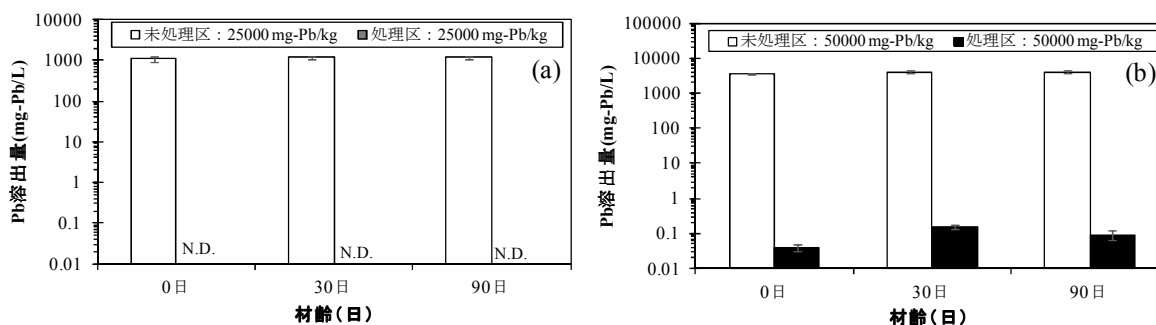 10000
1000
100
10
1
0.1
0.01
Pb溶出量(mg-Pb/L)
未処理区：25000 mg-Pb/kg 処理区：25000 mg-Pb/kg
(a)
N.D. N.D. N.D.
0日 30日 90日
材齢(日)
100000
10000
1000
100
10
1
0.1
0.01
Pb溶出量(mg-Pb/L)
未処理区：50000 mg-Pb/kg 処理区：50000 mg-Pb/kg
(b)
0日 30日 90日
材齢(日)